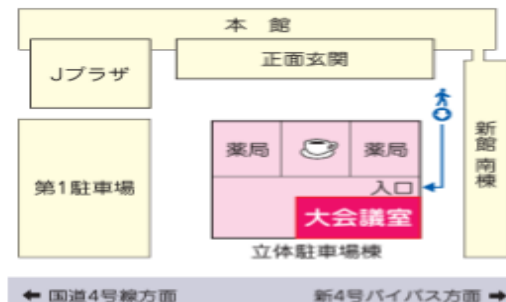 本 館
Jプラザ
正面玄関
新館 南棟
薬局
薬局
第1駐車場
入口
大会議室
立体駐車場棟
← 国道4号線方面
新4号バイパス方面 →